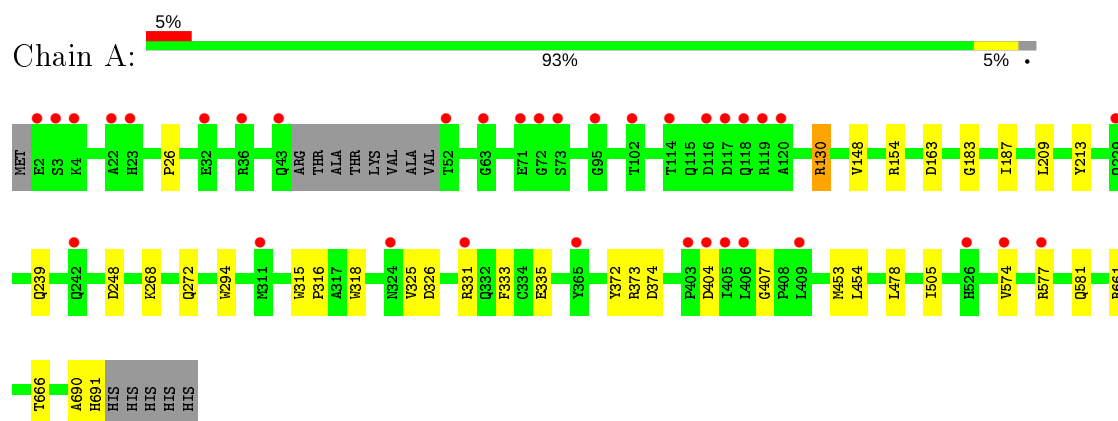 5%
Chain A:
93% 5% •
MET E2 S3 K4 A22 H23 P26 E32 R36 Q43 ARG THR ALA THR LYS VAL ALA VAL T52 G63 E71 G72 S73 G95 T102 T114 Q115 D116 D117 Q118 R119 A120 R130 V148 R154 D163 G183 I187 L209 Y213
Q239 Q242 D248 K268 Q272 W294 M311 W315 P316 A317 W318 N324 V325 D326 R331 Q332 F333 C334 E335 Y365 Y372 R373 D374 P403 D404 I405 L406 G407 P408 L409 M453 L454 L478 I505 H526 V574 R577 Q581
T666 A690 H691 HIS HIS HIS HIS HIS